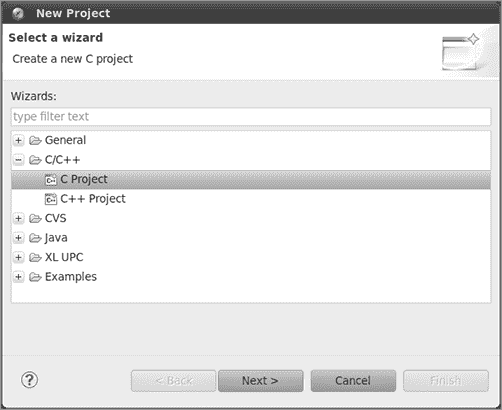 New Project
Select a wizard
Create a new C project
Wizards:
type filter text
General
C/C++
C Project
C++ Project
CVS
Java
XL UPC
Examples
< Back Next > Cancel Finish